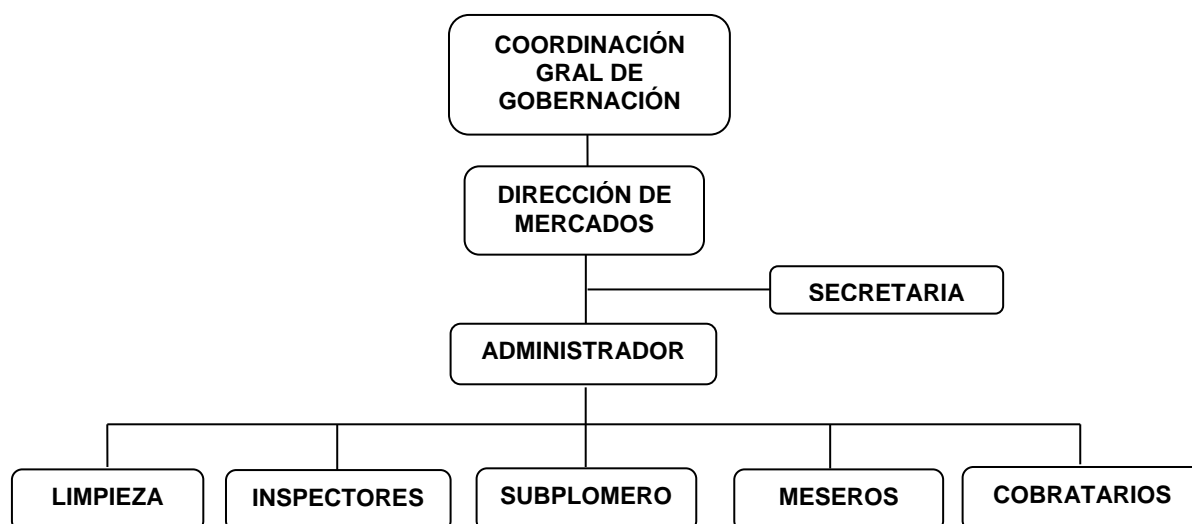 COORDINACIÓN
GRAL DE
GOBERNACIÓN
DIRECCIÓN DE
MERCADOS
SECRETARIA
ADMINISTRADOR
LIMPIEZA
INSPECTORES
SUBPLOMERO
MESEROS
COBRATARIOS